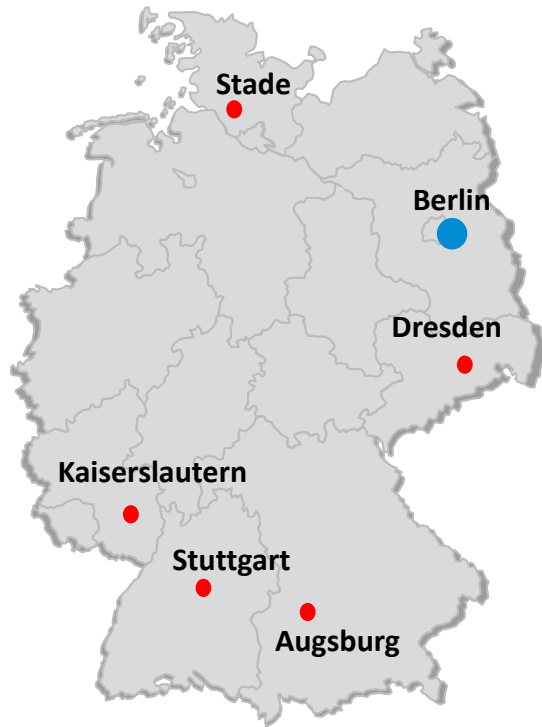 Stade
Berlin
Dresden
Kaiserslautern
Stuttgart
Augsburg